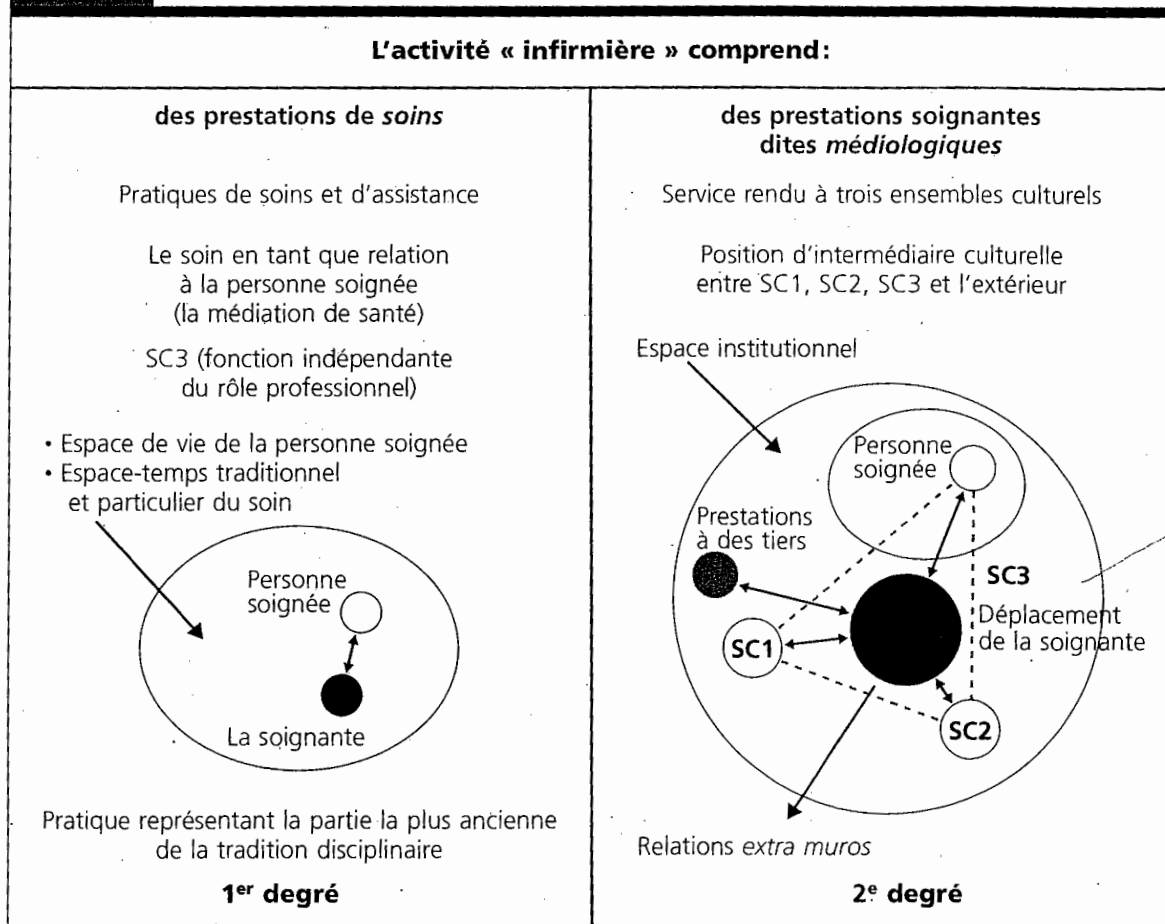 L'activité « infirmière » comprend:
des prestations de soins
Pratiques de soins et d'assistance
Le soin en tant que relation
à la personne soignée
(la médiation de santé)
SC3 (fonction indépendante
du rôle professionnel)
• Espace de vie de la personne soignée
• Espace-temps traditionnel
et particulier du soin
Personne
soignée
La soignante
Pratique représentant la partie la plus ancienne
de la tradition disciplinaire
1er degré
des prestations soignantes
dites médiologiques
Service rendu à trois ensembles culturels
Position d'intermédiaire culturelle
entre SC1, SC2, SC3 et l'extérieur
Espace institutionnel
Personne
soignée
Prestations
à des tiers
SC3
Déplacement
de la soignante
SC1
SC2
Relations extra muros
2e degré